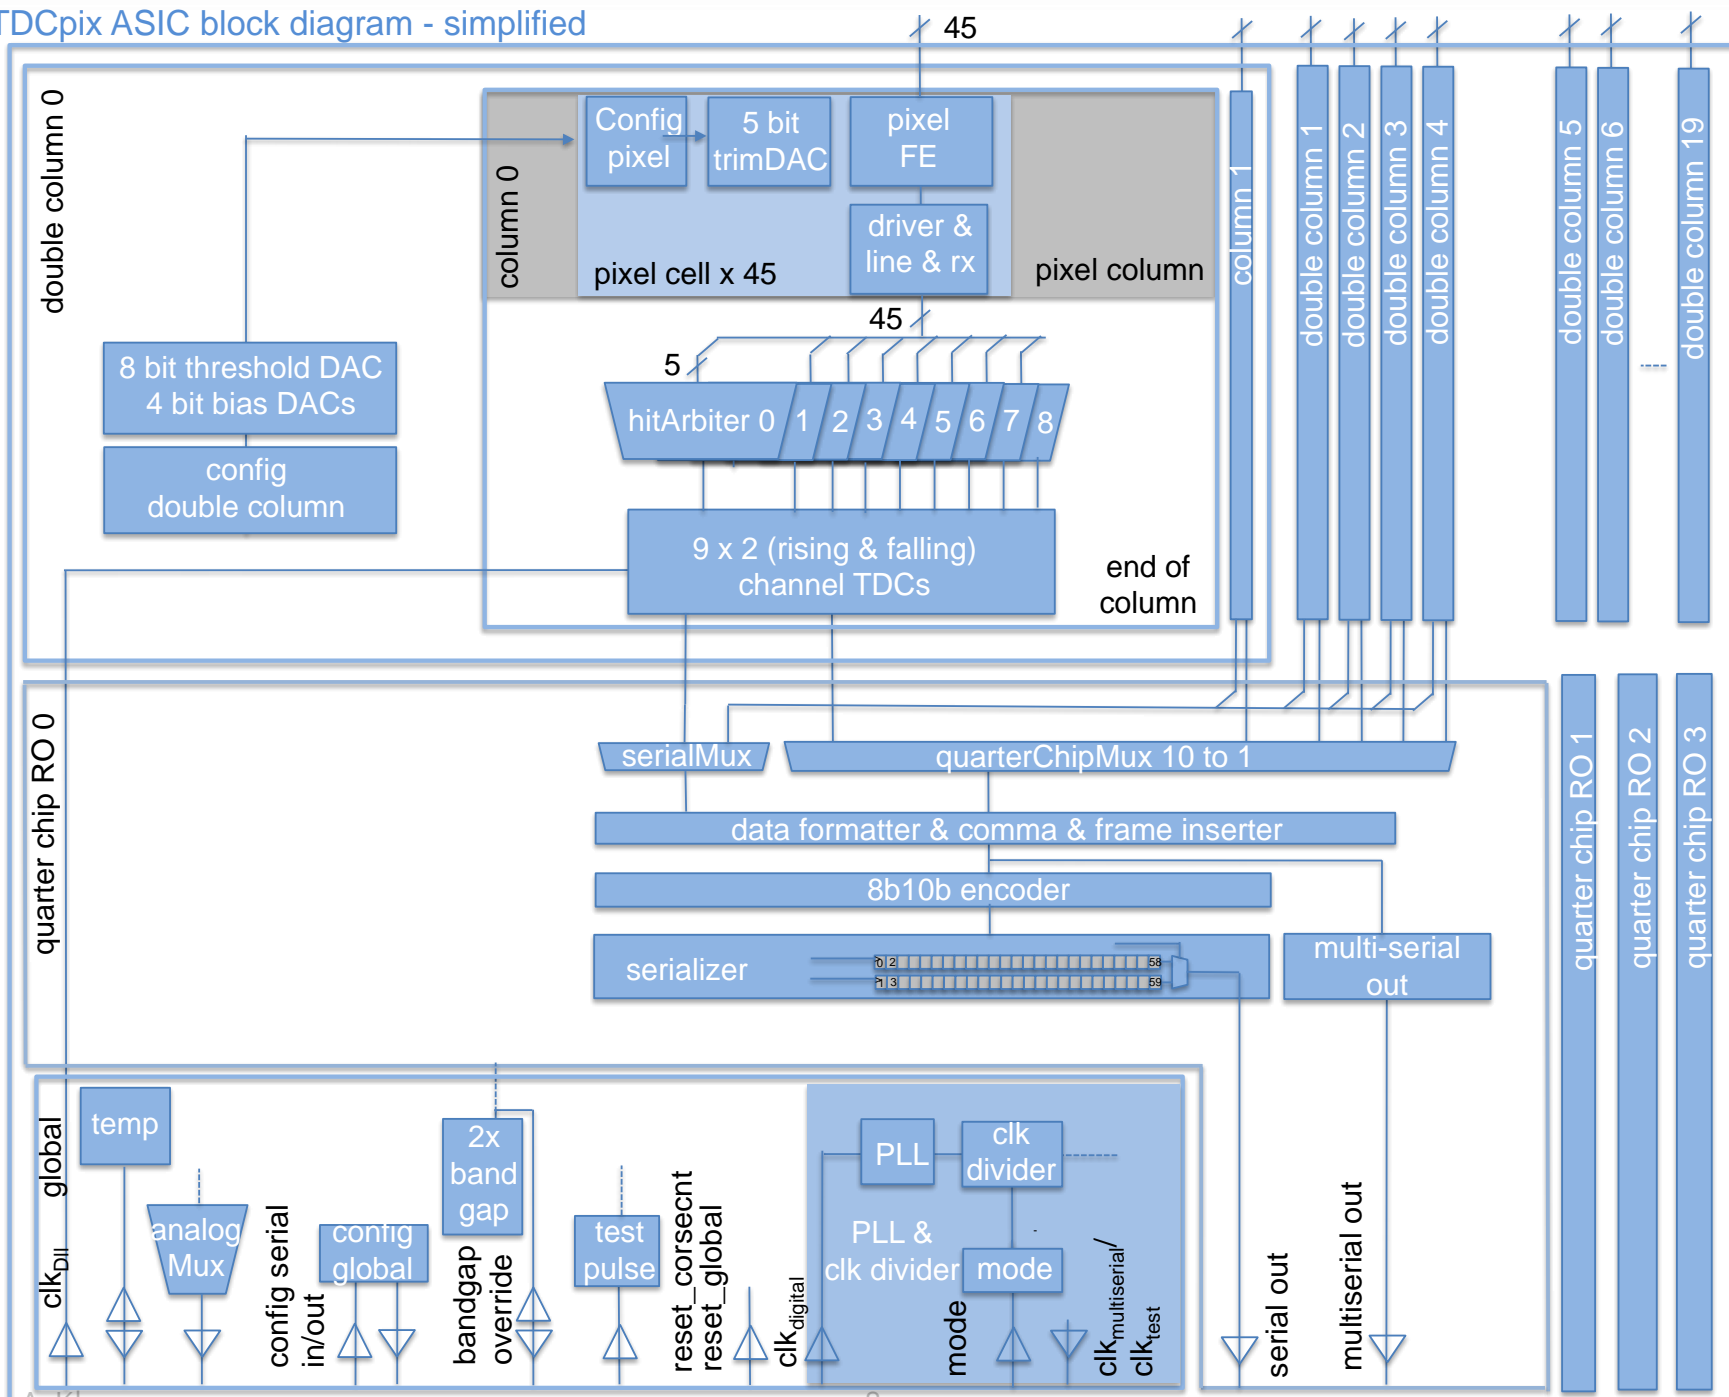 TDCpix ASIC block diagram - simplified
45
double column 0
column 0
Config
pixel
5 bit
trimDAC
pixel
FE
driver &
line & rx
pixel cell x 45
pixel column
column 1
double column 1
double column 2
double column 3
double column 4
double column 5
double column 6
double column 19
45
5
8 bit threshold DAC
4 bit bias DACs
config
double column
hitArbiter 0
1
2
3
4
5
6
7
8
9 x 2 (rising & falling)
channel TDCs
end of
column
quarter chip RO 0
serialMux
quarterChipMux 10 to 1
data formatter & comma & frame inserter
8b10b encoder
serializer
0 2
58
1 3
59
multi-serial
out
quarter chip RO 1
quarter chip RO 2
quarter chip RO 3
global
clkDll
temp
analog
Mux
config serial
in/out
config
global
2x
band
gap
bandgap
override
test
pulse
reset_corsecnt
reset_global
clkdigital
PLL
clk
divider
PLL &
clk divider
mode
mode
clkmultiserial/
clktest
serial out
multiserial out